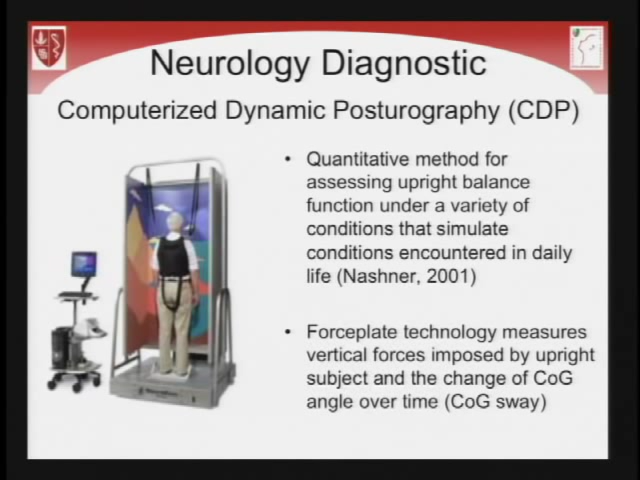 Neurology Diagnostic
Computerized Dynamic Posturography (CDP)
• Quantitative method for
assessing upright balance
function under a variety of
conditions that simulate
conditions encountered in daily
life (Nashner, 2001)
• Forceplate technology measures
vertical forces imposed by upright
subject and the change of CoG
angle over time (CoG sway)